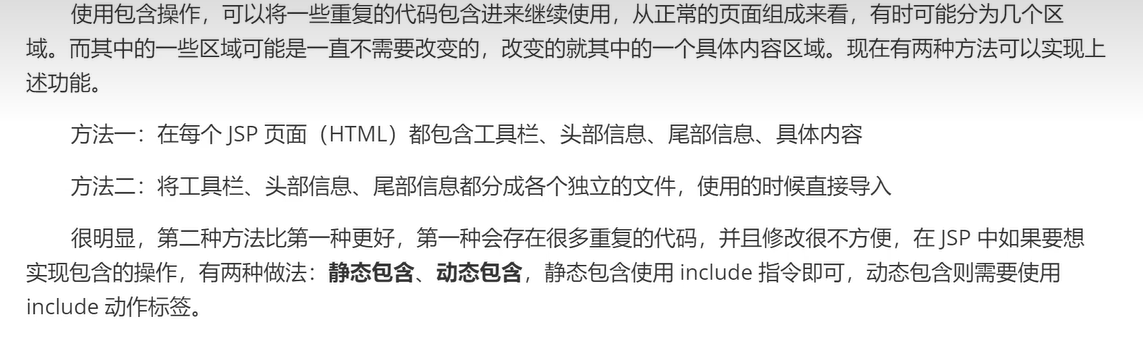 使用包含操作，可以将一些重复的代码包含进来继续使用，从正常的页面组成来看，有时可能分为几个区
域。而其中的一些区域可能是一直不需要改变的，改变的就其中的一个具体内容区域。现在有两种方法可以实现上
述功能。
方法一：在每个 JSP 页面（HTML）都包含工具栏、头部信息、尾部信息、具体内容
方法二：将工具栏、头部信息、尾部信息都分成各个独立的文件，使用的时候直接导入
很明显，第二种方法比第一种更好，第一种会存在很多重复的代码，并且修改很不方便，在 JSP 中如果要想
实现包含的操作，有两种做法：静态包含、动态包含，静态包含使用 include 指令即可，动态包含则需要使用
include 动作标签。